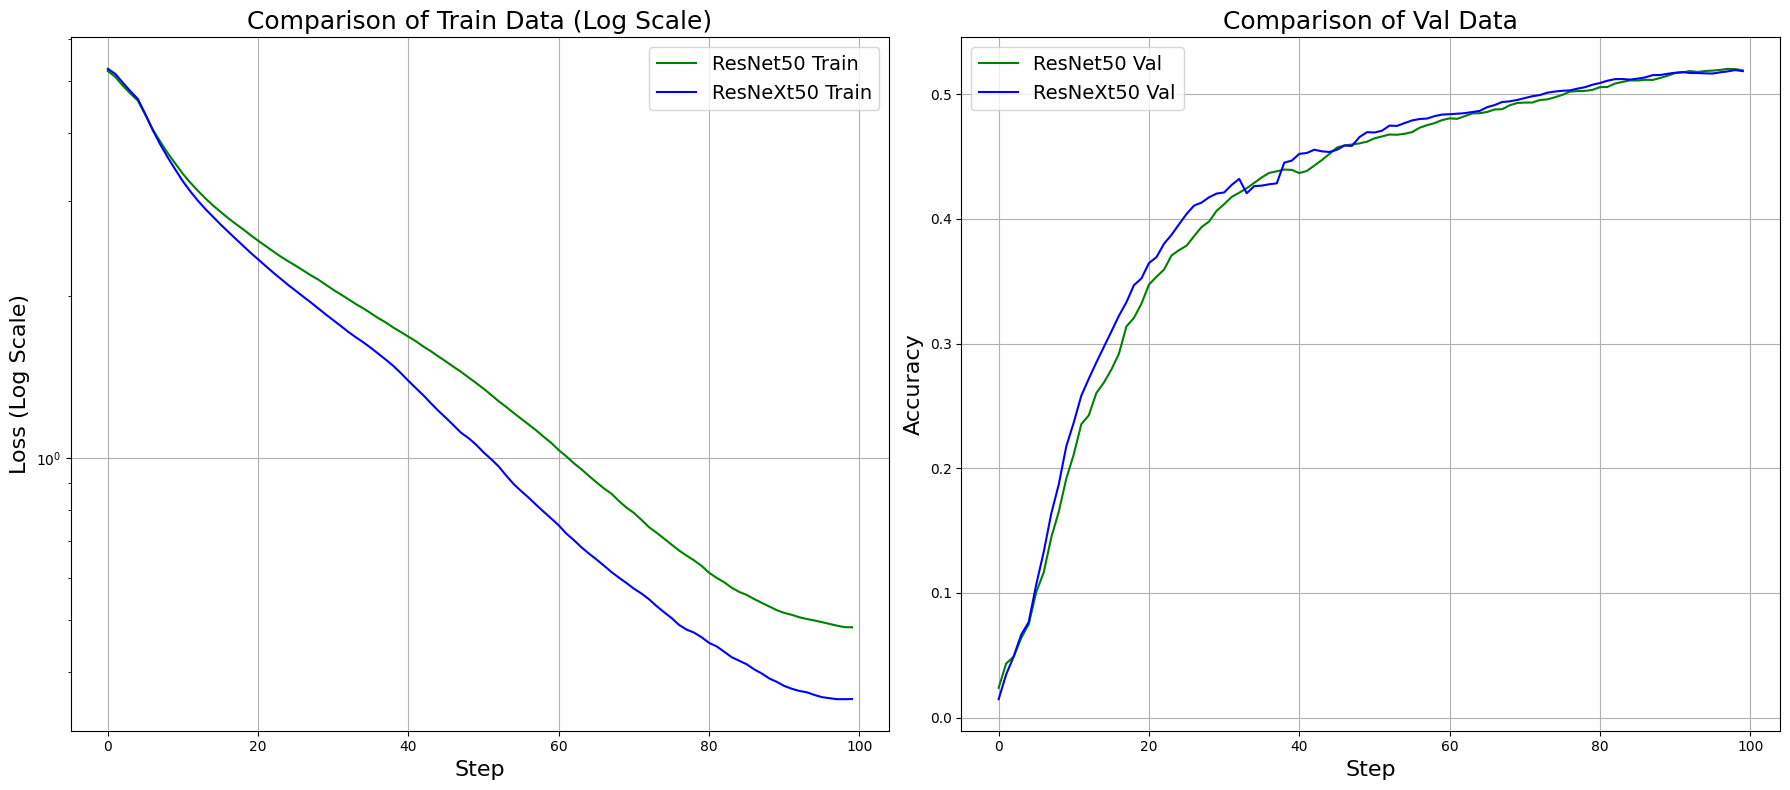 Comparison of Train Data (Log Scale)
ResNet50 Train
ResNeXt50 Train
Loss (Log Scale)
10⁰
0 20 40 60 80 100
Step
Comparison of Val Data
ResNet50 Val
ResNeXt50 Val
Accuracy
0.5
0.4
0.3
0.2
0.1
0.0
0 20 40 60 80 100
Step